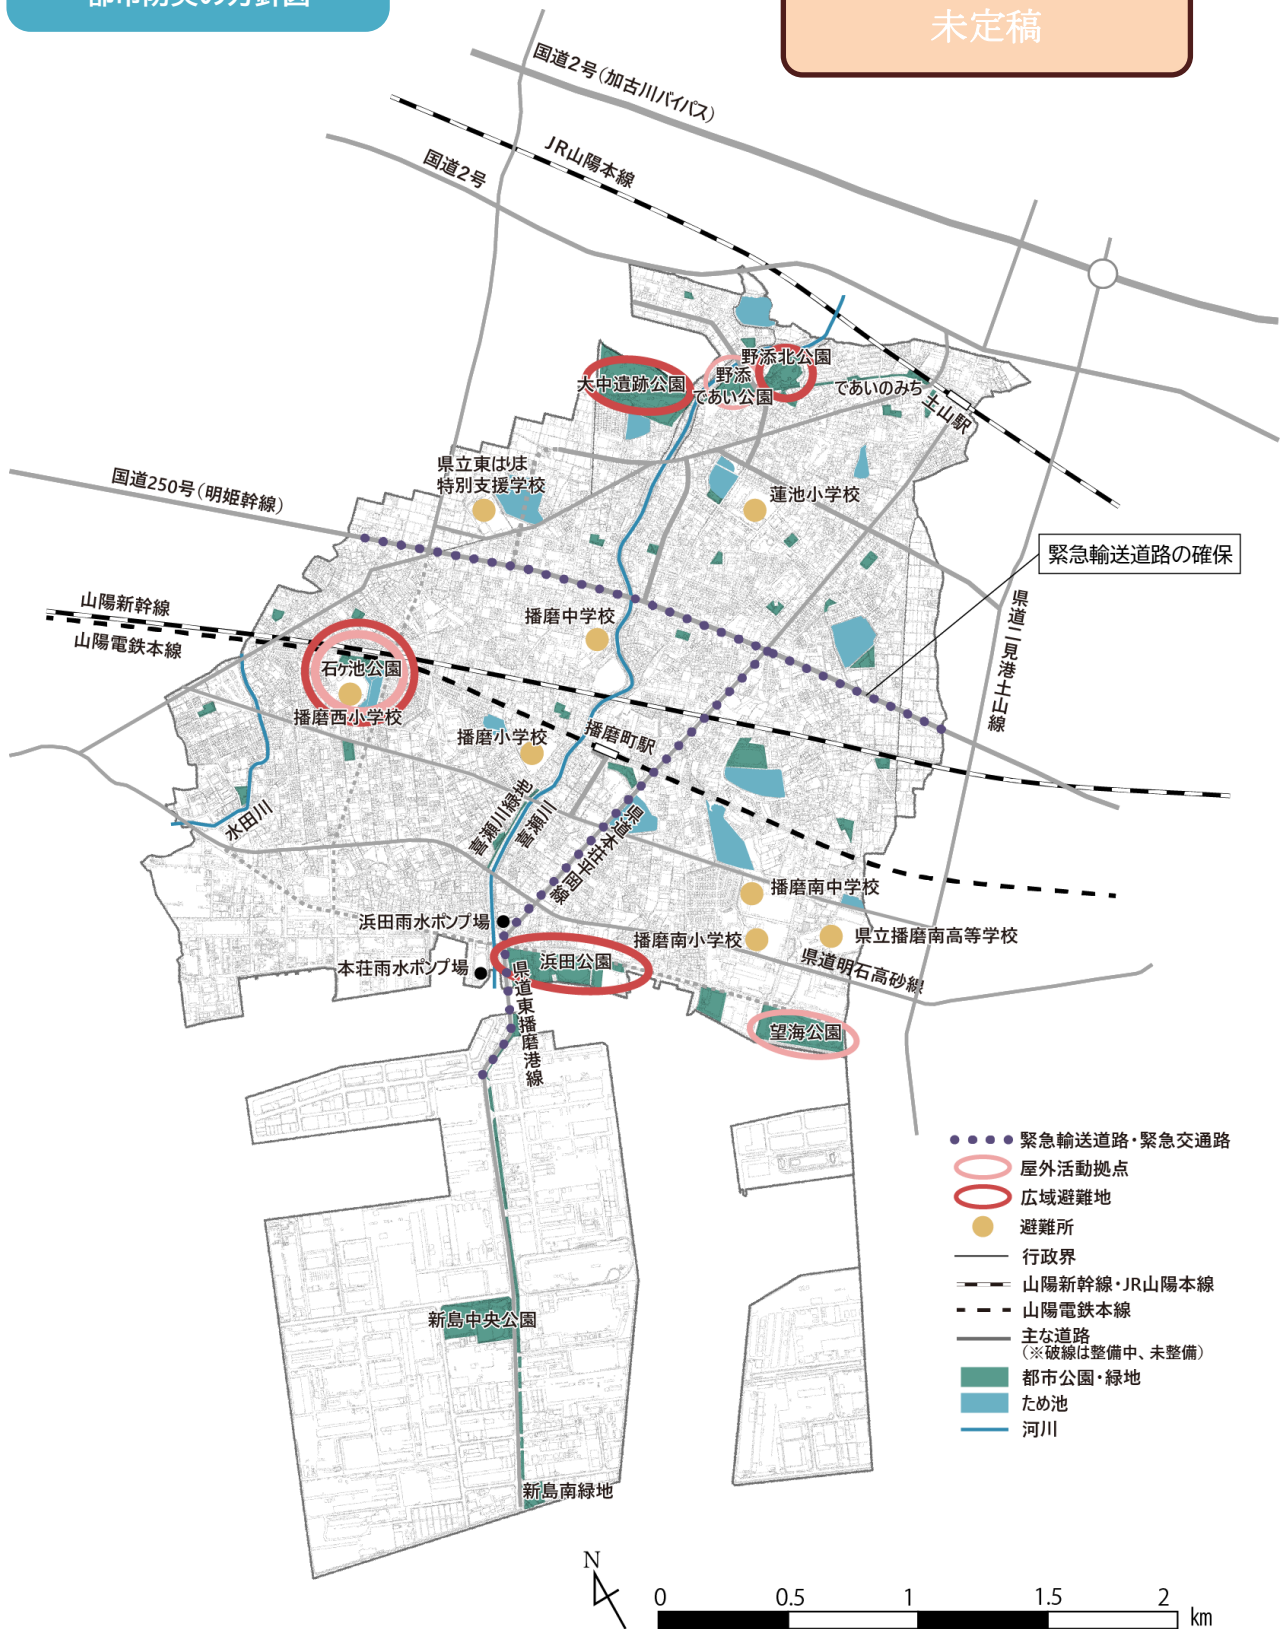 都市防災の方針図
未定稿
国道2号(加古川バイパス)
JR山陽本線
国道2号
野添北公園
野添
であい公園
大中遺跡公園
であいのみち
土山駅
県立東はりま
特別支援学校
蓮池小学校
国道250号(明姫幹線)
緊急輸送道路の確保
県道二見港土山線
山陽新幹線
山陽電鉄本線
播磨中学校
石ケ池公園
播磨西小学校
播磨小学校
播磨町駅
喜瀬川緑地
喜瀬川
水田川
県道本荘平岡線
播磨南中学校
浜田雨水ポンプ場
播磨南小学校
県立播磨南高等学校
本荘雨水ポンプ場
浜田公園
県道明石高砂線
県道東播磨港線
望海公園
新島中央公園
新島南緑地
緊急輸送道路・緊急交通路
屋外活動拠点
広域避難地
避難所
行政界
山陽新幹線・JR山陽本線
山陽電鉄本線
主な道路
(※破線は整備中、未整備)
都市公園・緑地
ため池
河川
N
0 0.5 1 1.5 2
km